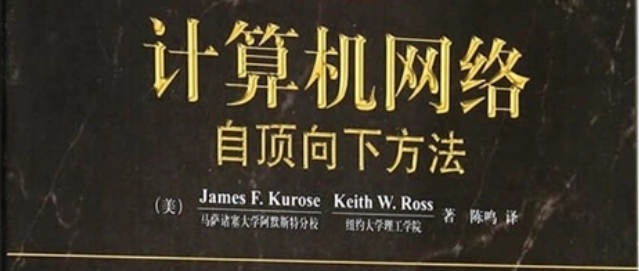 计算机网络
自顶向下方法
（美） James F. Kurose Keith W. Ross 著 陈鸣 译
马萨诸塞大学阿默斯特分校 纽约大学理工学院